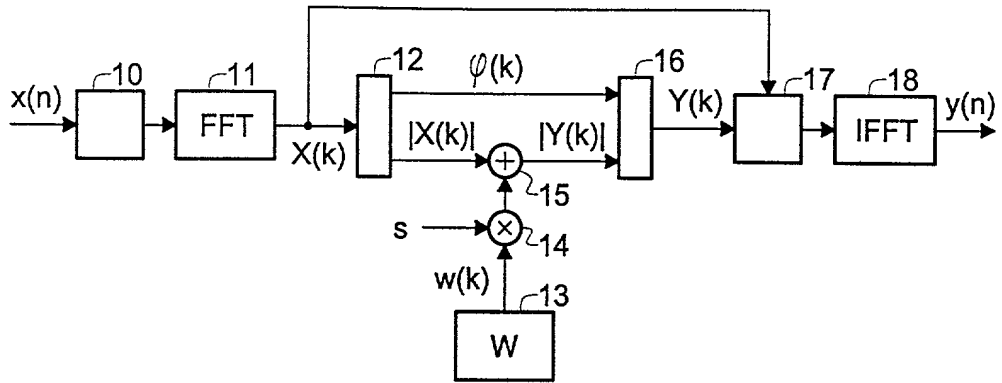 10
11
12
φ(k)
16
17
18
x(n)
FFT
X(k)
|X(k)|
+
|Y(k)|
15
Y(k)
IFFT
y(n)
s
×
14
w(k)
13
W